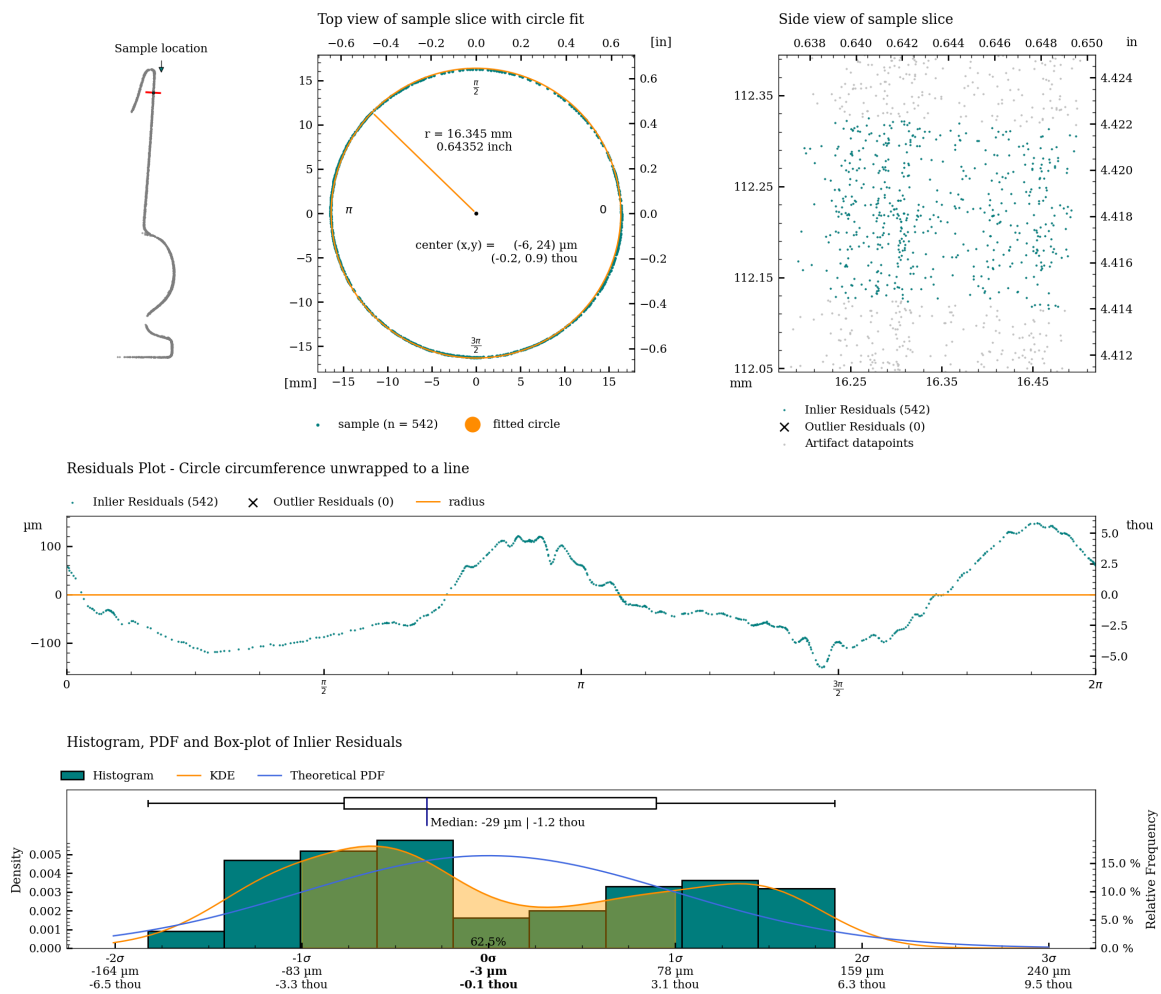 Sample location
Top view of sample slice with circle fit
−0.6 −0.4 −0.2 0.0 0.2 0.4 0.6 [in]
15
10
5
0
−5
−10
−15
0.6
0.4
0.2
0.0
−0.2
−0.4
−0.6
π/2
r = 16.345 mm
0.64352 inch
π
0
center (x,y) = (-6, 24) µm
(-0.2, 0.9) thou
3π/2
[mm] −15 −10 −5 0 5 10 15
sample (n = 542) fitted circle
Side view of sample slice
0.638 0.640 0.642 0.644 0.646 0.648 0.650 in
112.35
112.25
112.15
112.05
4.424
4.422
4.420
4.418
4.416
4.414
4.412
mm 16.25 16.35 16.45
Inlier Residuals (542)
Outlier Residuals (0)
Artifact datapoints
Residuals Plot - Circle circumference unwrapped to a line
Inlier Residuals (542) Outlier Residuals (0) radius
µm
100
0
−100
thou
5.0
2.5
0.0
−2.5
−5.0
0 π/2 π 3π/2 2π
Histogram, PDF and Box-plot of Inlier Residuals
Histogram KDE Theoretical PDF
Median: -29 µm | -1.2 thou
Density
0.005
0.004
0.003
0.002
0.001
0.000
Relative Frequency
15.0 %
10.0 %
5.0 %
0.0 %
62.5%
-2σ -1σ 0σ 1σ 2σ 3σ
-164 µm -83 µm -3 µm 78 µm 159 µm 240 µm
-6.5 thou -3.3 thou -0.1 thou 3.1 thou 6.3 thou 9.5 thou